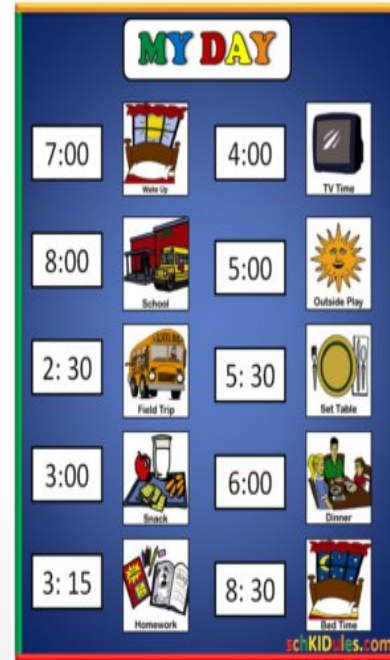 MY DAY
7:00
Wake Up
4:00
TV Time
8:00
School
5:00
Outside Play
2: 30
Field Trip
5: 30
Set Table
3:00
Snack
6:00
Dinner
3: 15
Homework
8: 30
Bed Time
schKIDules.com